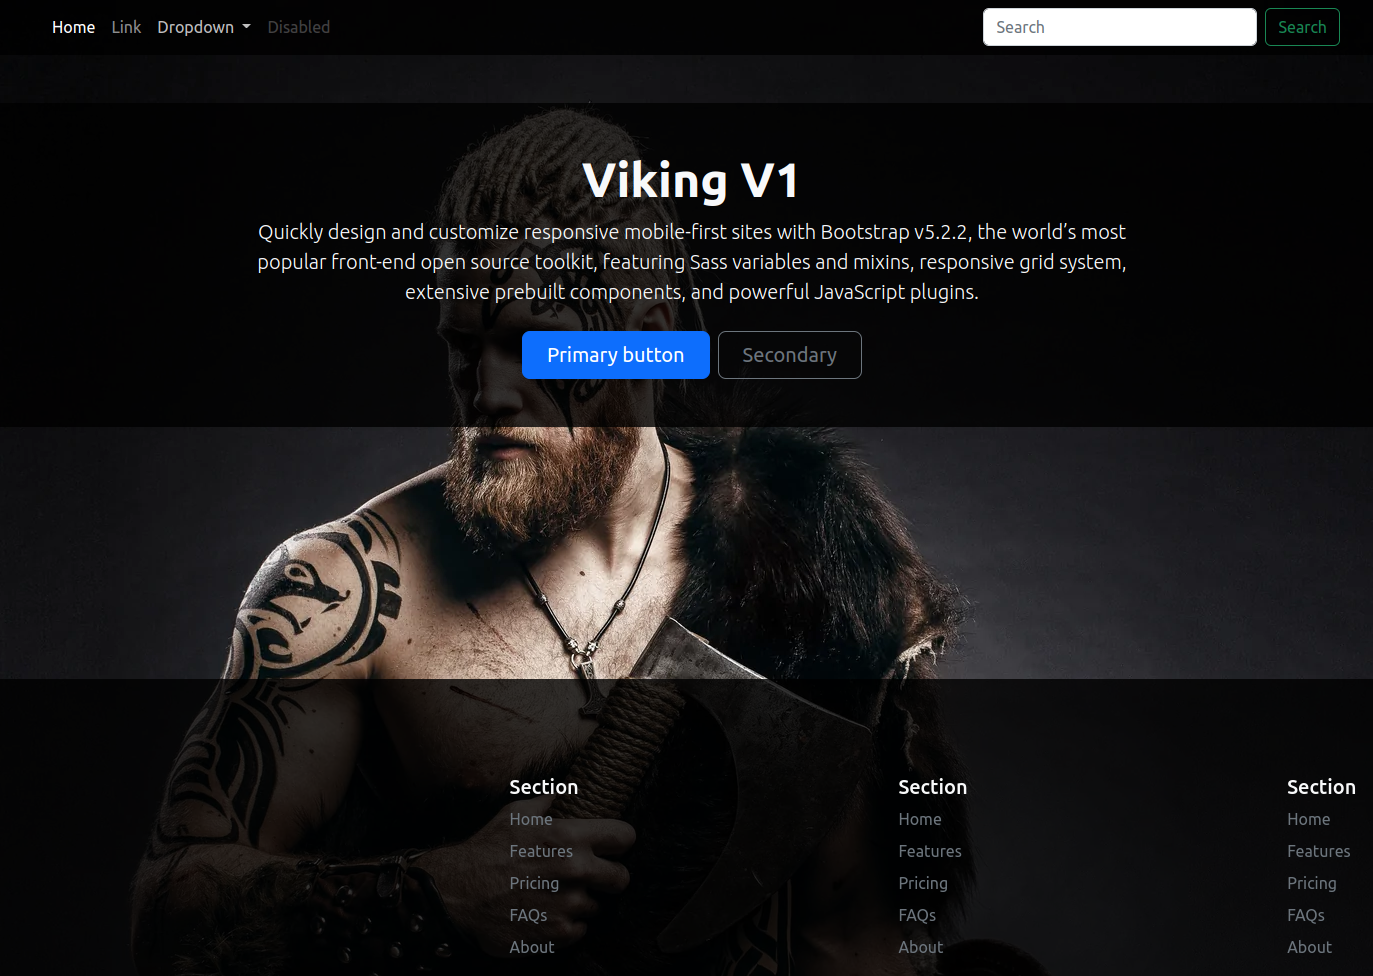 Home Link Dropdown Disabled Search Search
Viking V1
Quickly design and customize responsive mobile-first sites with Bootstrap v5.2.2, the world’s most
popular front-end open source toolkit, featuring Sass variables and mixins, responsive grid system,
extensive prebuilt components, and powerful JavaScript plugins.
Primary button Secondary
Section
Home
Features
Pricing
FAQs
About
Section
Home
Features
Pricing
FAQs
About
Section
Home
Features
Pricing
FAQs
About